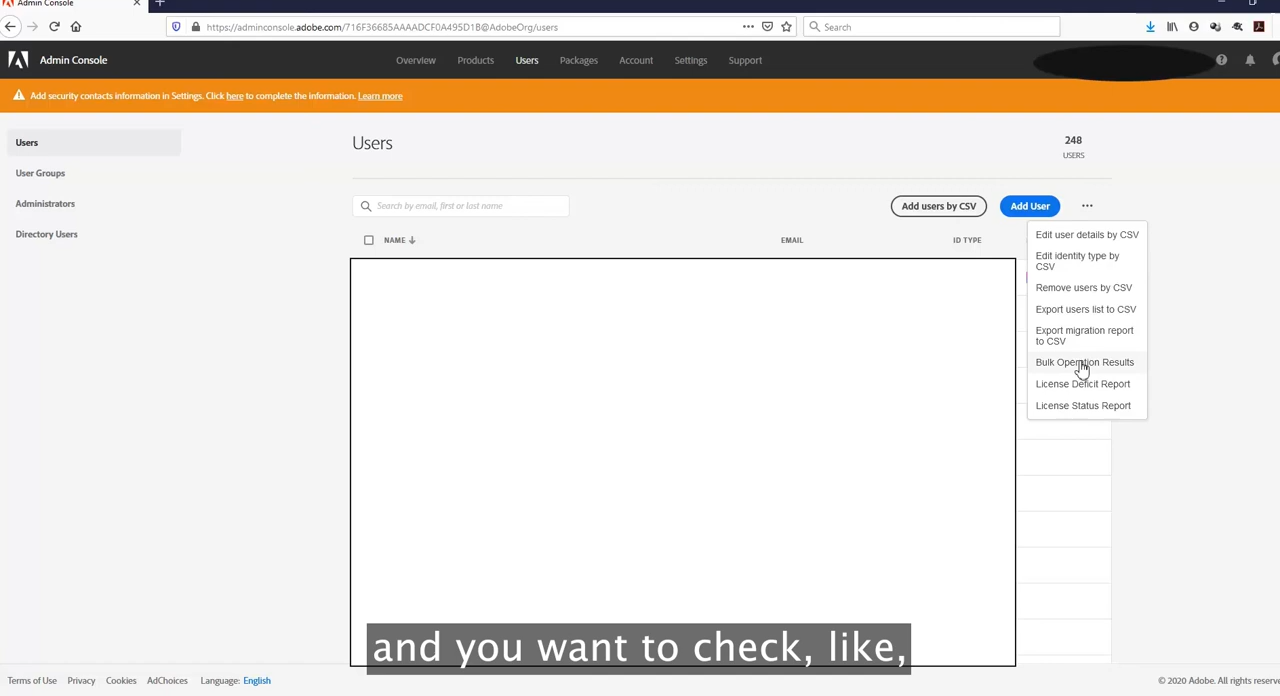 Admin Console
https://adminconsole.adobe.com/716F36685AAAADCF0A495D1B@AdobeOrg/users
Search
Admin Console
Overview
Products
Users
Packages
Account
Settings
Support
Add security contacts information in Settings. Click here to complete the information. Learn more
Users
User Groups
Administrators
Directory Users
Users
248
USERS
Search by email, first or last name
Add users by CSV
Add User
NAME
EMAIL
ID TYPE
Edit user details by CSV
Edit identity type by
CSV
Remove users by CSV
Export users list to CSV
Export migration report
to CSV
Bulk Operation Results
License Deficit Report
License Status Report
and you want to check, like,
Terms of Use
Privacy
Cookies
AdChoices
Language: English
© 2020 Adobe. All rights reserve